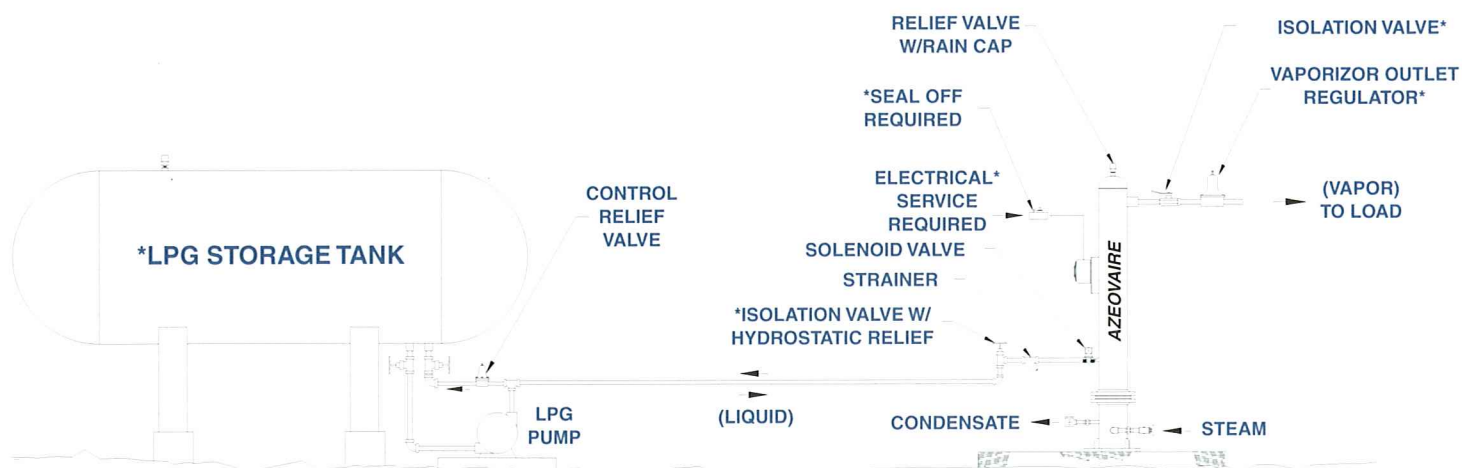 RELIEF VALVE
W/RAIN CAP
ISOLATION VALVE*
VAPORIZOR OUTLET
REGULATOR*
*SEAL OFF
REQUIRED
ELECTRICAL*
SERVICE
REQUIRED
(VAPOR)
TO LOAD
CONTROL
RELIEF
VALVE
*LPG STORAGE TANK
SOLENOID VALVE
STRAINER
AZEOVAIRE
*ISOLATION VALVE W/
HYDROSTATIC RELIEF
LPG
PUMP
(LIQUID)
CONDENSATE
STEAM